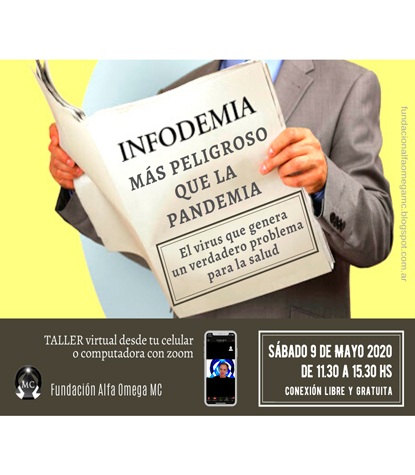 INFODEMIA
MÁS PELIGROSO
QUE LA
PANDEMIA
El virus que genera
un verdadero problema
para la salud
fundacionalfaomegamc.blogspot.com.ar
TALLER virtual desde tu celular
o computadora con zoom
MC
Fundación Alfa Omega MC
SÁBADO 9 DE MAYO 2020
DE 11.30 A 15.30 HS
CONEXIÓN LIBRE Y GRATUITA